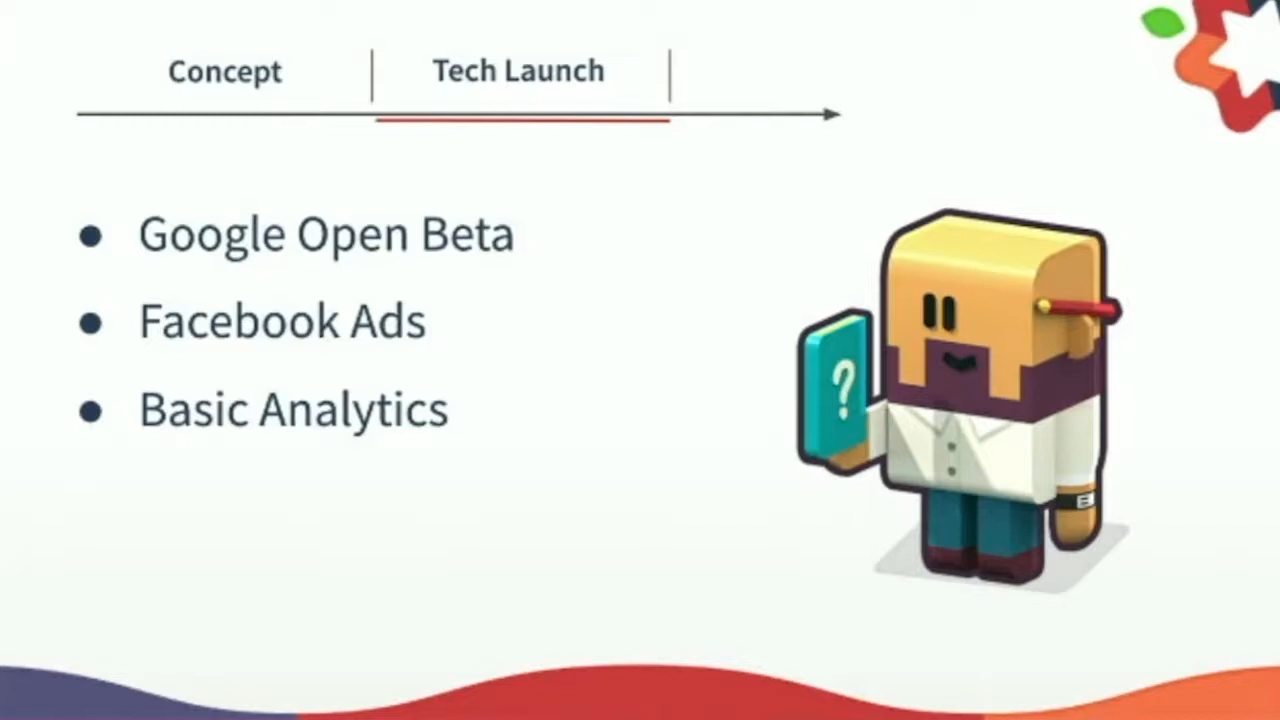 Concept
Tech Launch
Google Open Beta
Facebook Ads
Basic Analytics
?